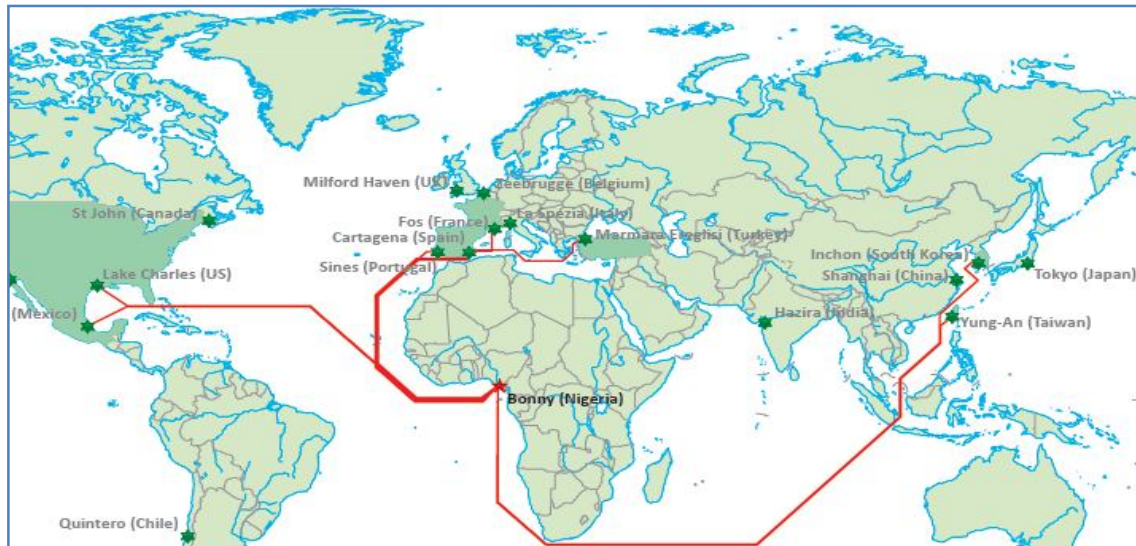 Milford Haven (UK)
Zeebrugge (Belgium)
St John (Canada)
Fos (France)
La Spezia (Italy)
Cartagena (Spain)
Marmara Ereglisi (Turkey)
Sines (Portugal)
Inchon (South Korea)
Lake Charles (US)
Shanghai (China)
Tokyo (Japan)
(Mexico)
Hazira (India)
Yung-An (Taiwan)
Bonny (Nigeria)
Quintero (Chile)